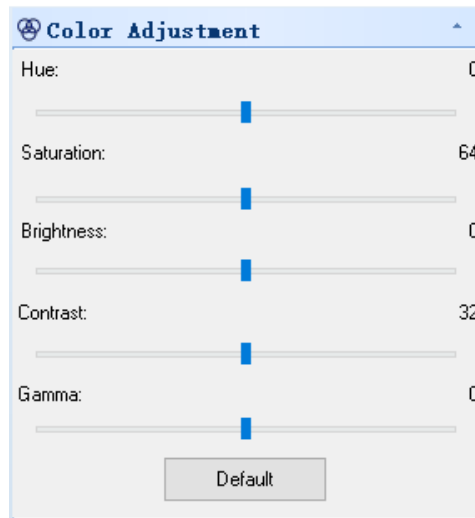 Color Adjustment
Hue: 0
Saturation: 64
Brightness: 0
Contrast: 32
Gamma: 0
Default